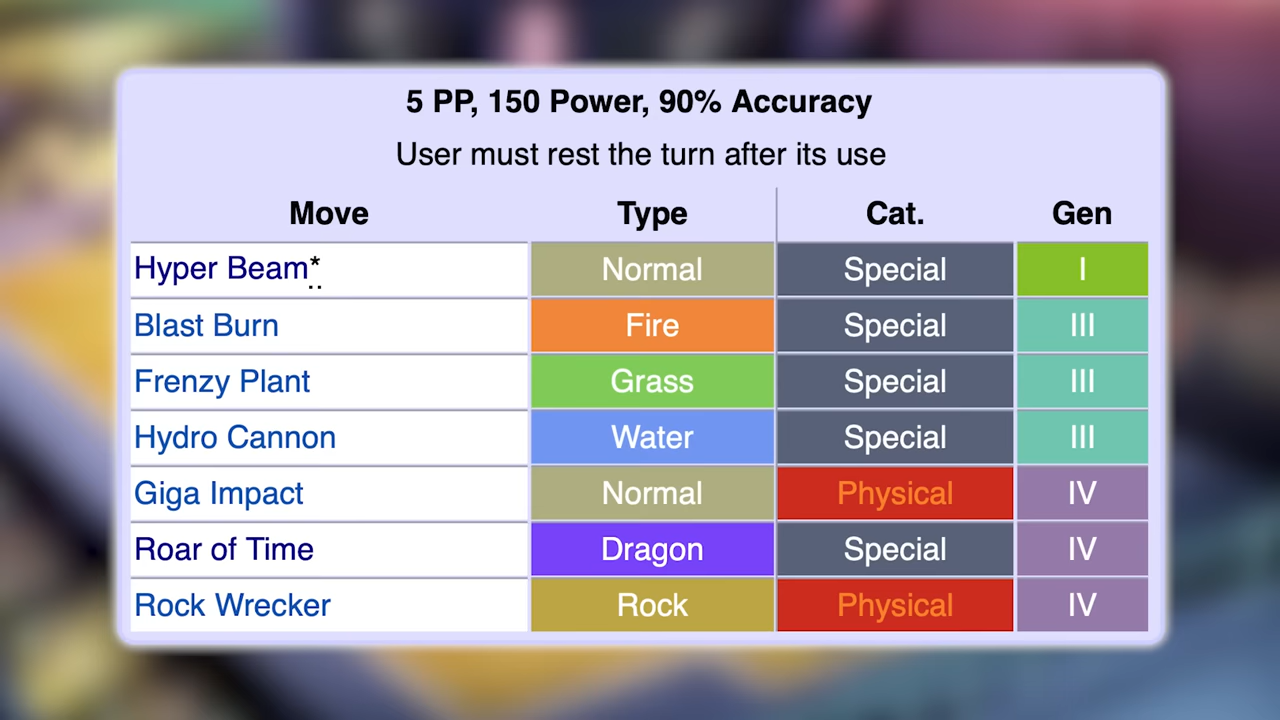 5 PP, 150 Power, 90% Accuracy
User must rest the turn after its use
Move Type Cat. Gen
Hyper Beam* Normal Special I
Blast Burn Fire Special III
Frenzy Plant Grass Special III
Hydro Cannon Water Special III
Giga Impact Normal Physical IV
Roar of Time Dragon Special IV
Rock Wrecker Rock Physical IV